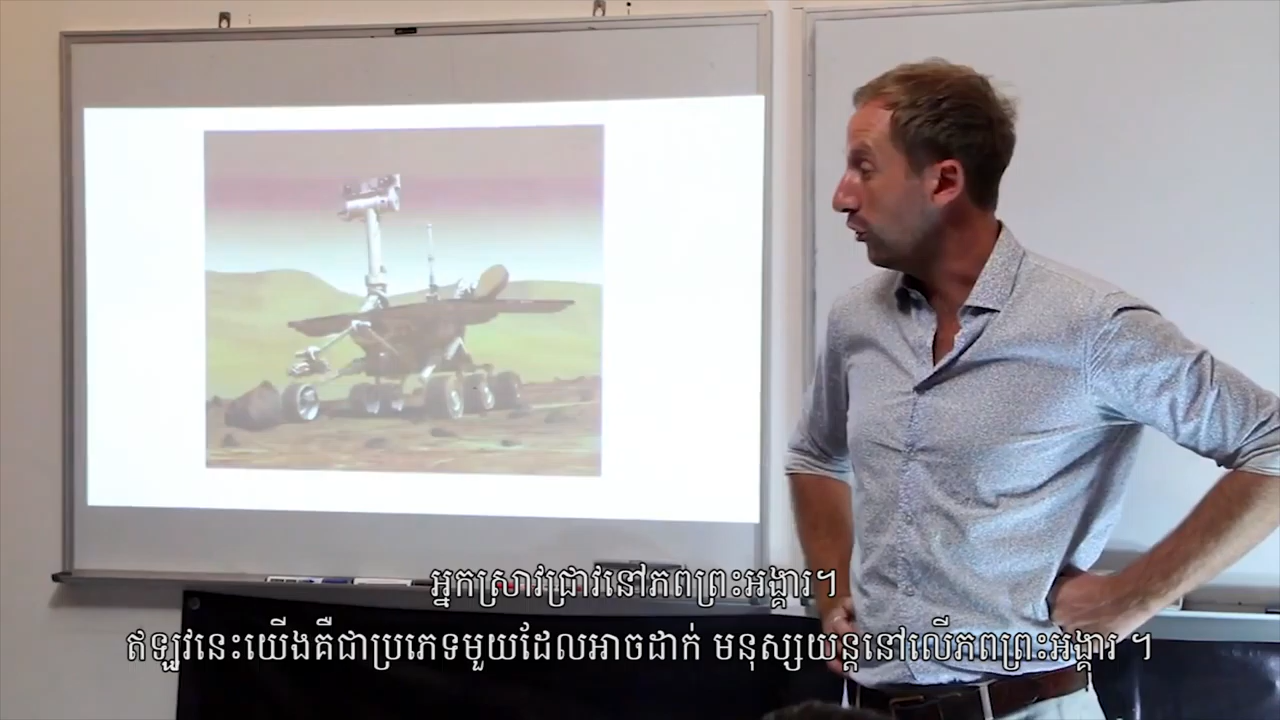 អ្នកស្រាវជ្រាវនៅភពព្រះអង្គារ។
ឥឡូវនេះយើងគឺជាប្រភេទមួយដែលអាចដាក់ មនុស្សយន្តនៅលើភពព្រះអង្គារ ។